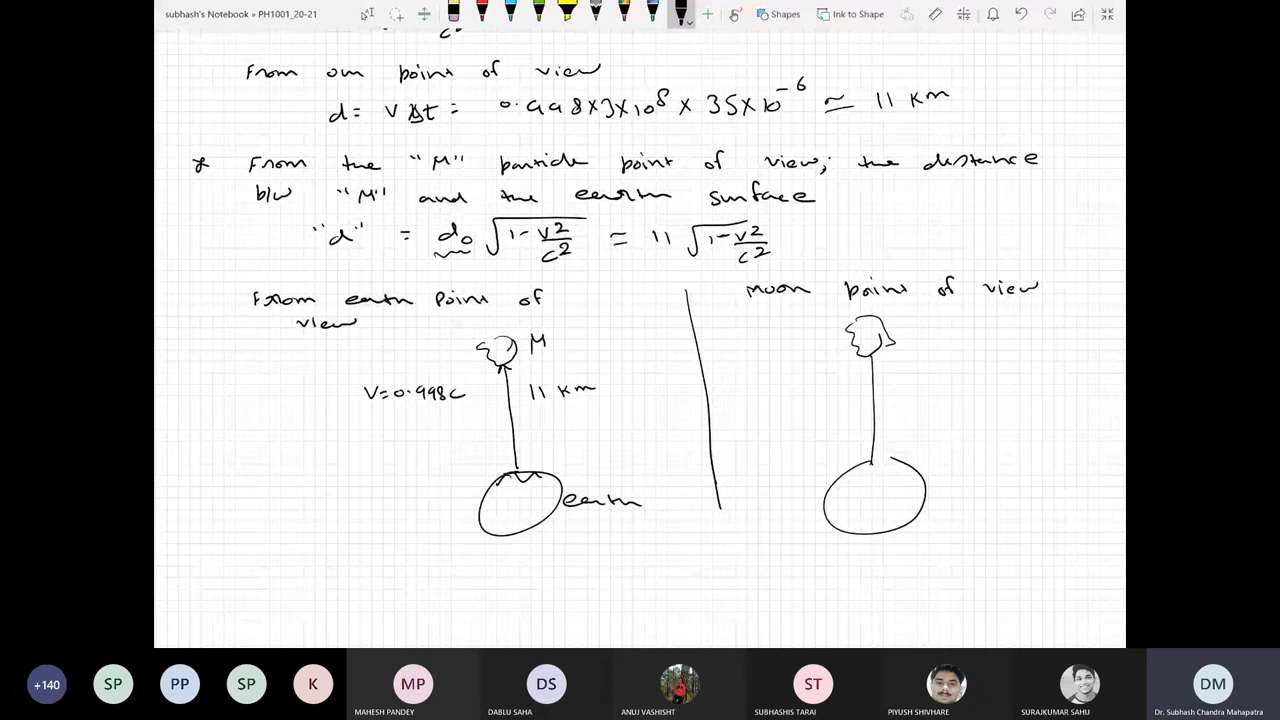 subhash's Notebook » PH1001_20-21
Shapes
Ink to Shape
From our point of view
d = v Δt = 0.998×3×10⁸ × 35×10⁻⁶ ≃ 11 km
* From the "μ" particle point of view, the distance
b/w "μ" and the earth surface
"d" = d₀ √(1-v²/c²) ≅ 11 √(1-v²/c²)
From earth Point of
view
muon point of view
μ
V=0.998c
11 km
earth
+140
SP
PP
SP
K
MP
DS
ST
DM
MAHESH PANDEY
DABLU SAHA
ANUJ VASHISHT
SUBHASHIS TARAI
PIYUSH SHIVHARE
SURAJKUMAR SAHU
Dr. Subhash Chandra Mahapatra